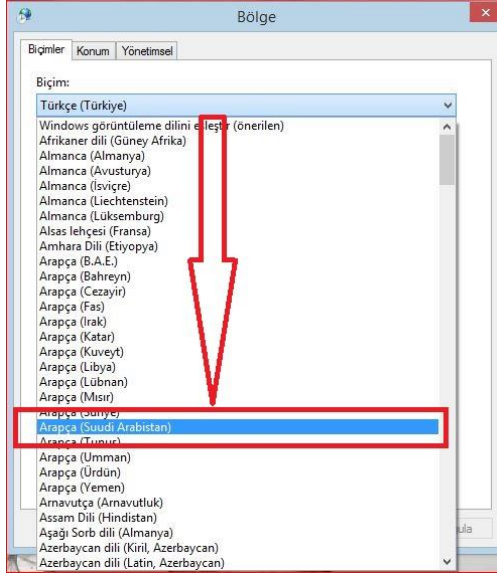 Bölge
Biçimler Konum Yönetimsel
Biçim:
Türkçe (Türkiye)
Windows görüntüleme dilini eşleştir (önerilen)
Afrikaner dili (Güney Afrika)
Almanca (Almanya)
Almanca (Avusturya)
Almanca (İsviçre)
Almanca (Liechtenstein)
Almanca (Lüksemburg)
Alsas lehçesi (Fransa)
Amhara Dili (Etiyopya)
Arapça (B.A.E.)
Arapça (Bahreyn)
Arapça (Cezayir)
Arapça (Fas)
Arapça (Irak)
Arapça (Katar)
Arapça (Kuveyt)
Arapça (Libya)
Arapça (Lübnan)
Arapça (Mısır)
Arapça (Suriye)
Arapça (Suudi Arabistan)
Arapça (Tunus)
Arapça (Umman)
Arapça (Ürdün)
Arapça (Yemen)
Arnavutça (Arnavutluk)
Assam Dili (Hindistan)
Aşağı Sorb dili (Almanya)
Azerbaycan dili (Kiril, Azerbaycan)
Azerbaycan dili (Latin, Azerbaycan)